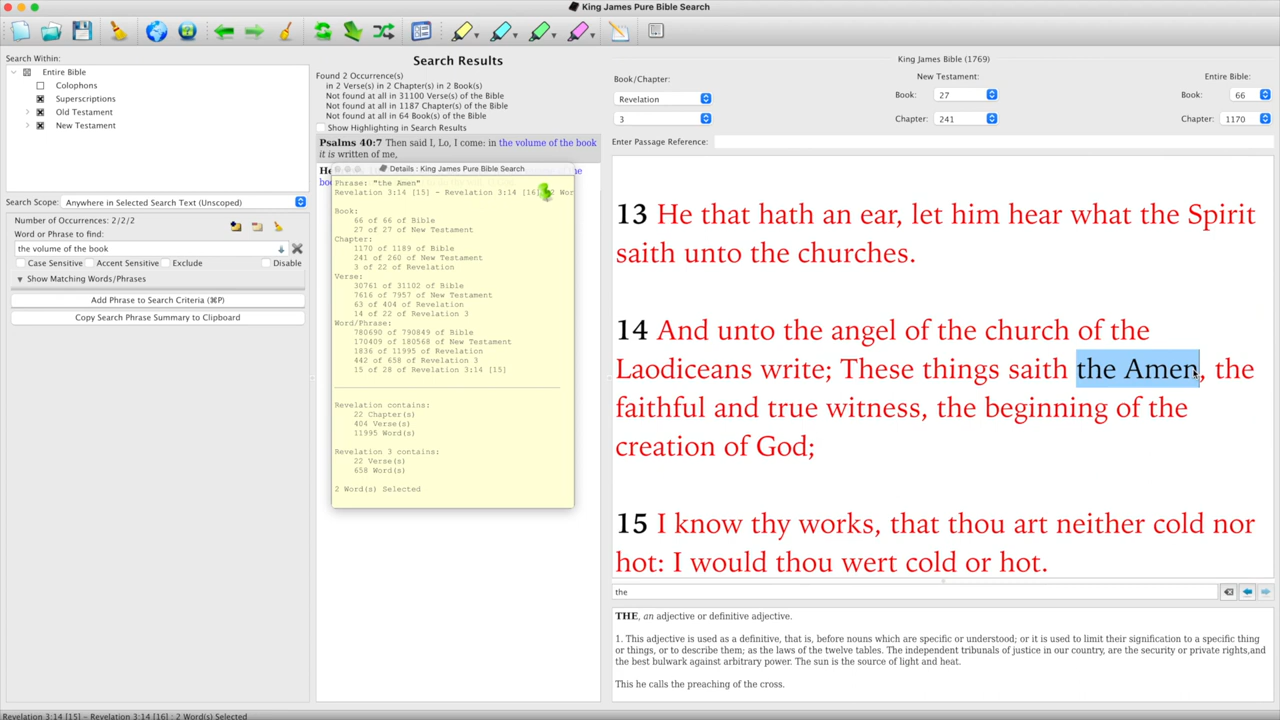 King James Pure Bible Search
Search Within:
Entire Bible
Colophons
Superscriptions
Old Testament
New Testament
Search Scope: Anywhere in Selected Search Text (Unscoped)
Number of Occurrences: 2/2/2
Word or Phrase to find:
the volume of the book
Case Sensitive Accent Sensitive Exclude Disable
Show Matching Words/Phrases
Add Phrase to Search Criteria (⌘P)
Copy Search Phrase Summary to Clipboard
Search Results
Found 2 Occurrence(s)
in 2 Verse(s) in 2 Chapter(s) in 2 Book(s)
Not found at all in 31100 Verse(s) of the Bible
Not found at all in 1187 Chapter(s) of the Bible
Not found at all in 64 Book(s) of the Bible
Show Highlighting in Search Results
Psalms 40:7 Then said I, Lo, I come: in the volume of the book
it is written of me,
Details : King James Pure Bible Search
Phrase: "the Amen"
Revelation 3:14 [15] - Revelation 3:14 [16]
Book:
66 of 66 of Bible
27 of 27 of New Testament
Chapter:
1170 of 1189 of Bible
241 of 260 of New Testament
3 of 22 of Revelation
Verse:
30761 of 31102 of Bible
7616 of 7957 of New Testament
63 of 404 of Revelation
14 of 22 of Revelation 3
Word/Phrase:
780690 of 790849 of Bible
170409 of 180568 of New Testament
1836 of 11995 of Revelation
442 of 658 of Revelation 3
15 of 28 of Revelation 3:14 [15]
Revelation contains:
22 Chapter(s)
404 Verse(s)
11995 Word(s)
Revelation 3 contains:
22 Verse(s)
658 Word(s)
2 Word(s) Selected
King James Bible (1769)
Book/Chapter:
Revelation
3
New Testament:
Book: 27
Chapter: 241
Entire Bible:
Book: 66
Chapter: 1170
Enter Passage Reference:
13 He that hath an ear, let him hear what the Spirit
saith unto the churches.
14 And unto the angel of the church of the
Laodiceans write; These things saith the Amen, the
faithful and true witness, the beginning of the
creation of God;
15 I know thy works, that thou art neither cold nor
hot: I would thou wert cold or hot.
the
THE, an adjective or definitive adjective.
1. This adjective is used as a definitive, that is, before nouns which are specific or understood; or it is used to limit their signification to a specific thing
or things, or to describe them; as the laws of the twelve tables. The independent tribunals of justice in our country, are the security or private rights,and
the best bulwark against arbitrary power. The sun is the source of light and heat.
This he calls the preaching of the cross.
Revelation 3:14 [15] - Revelation 3:14 [16] : 2 Word(s) Selected